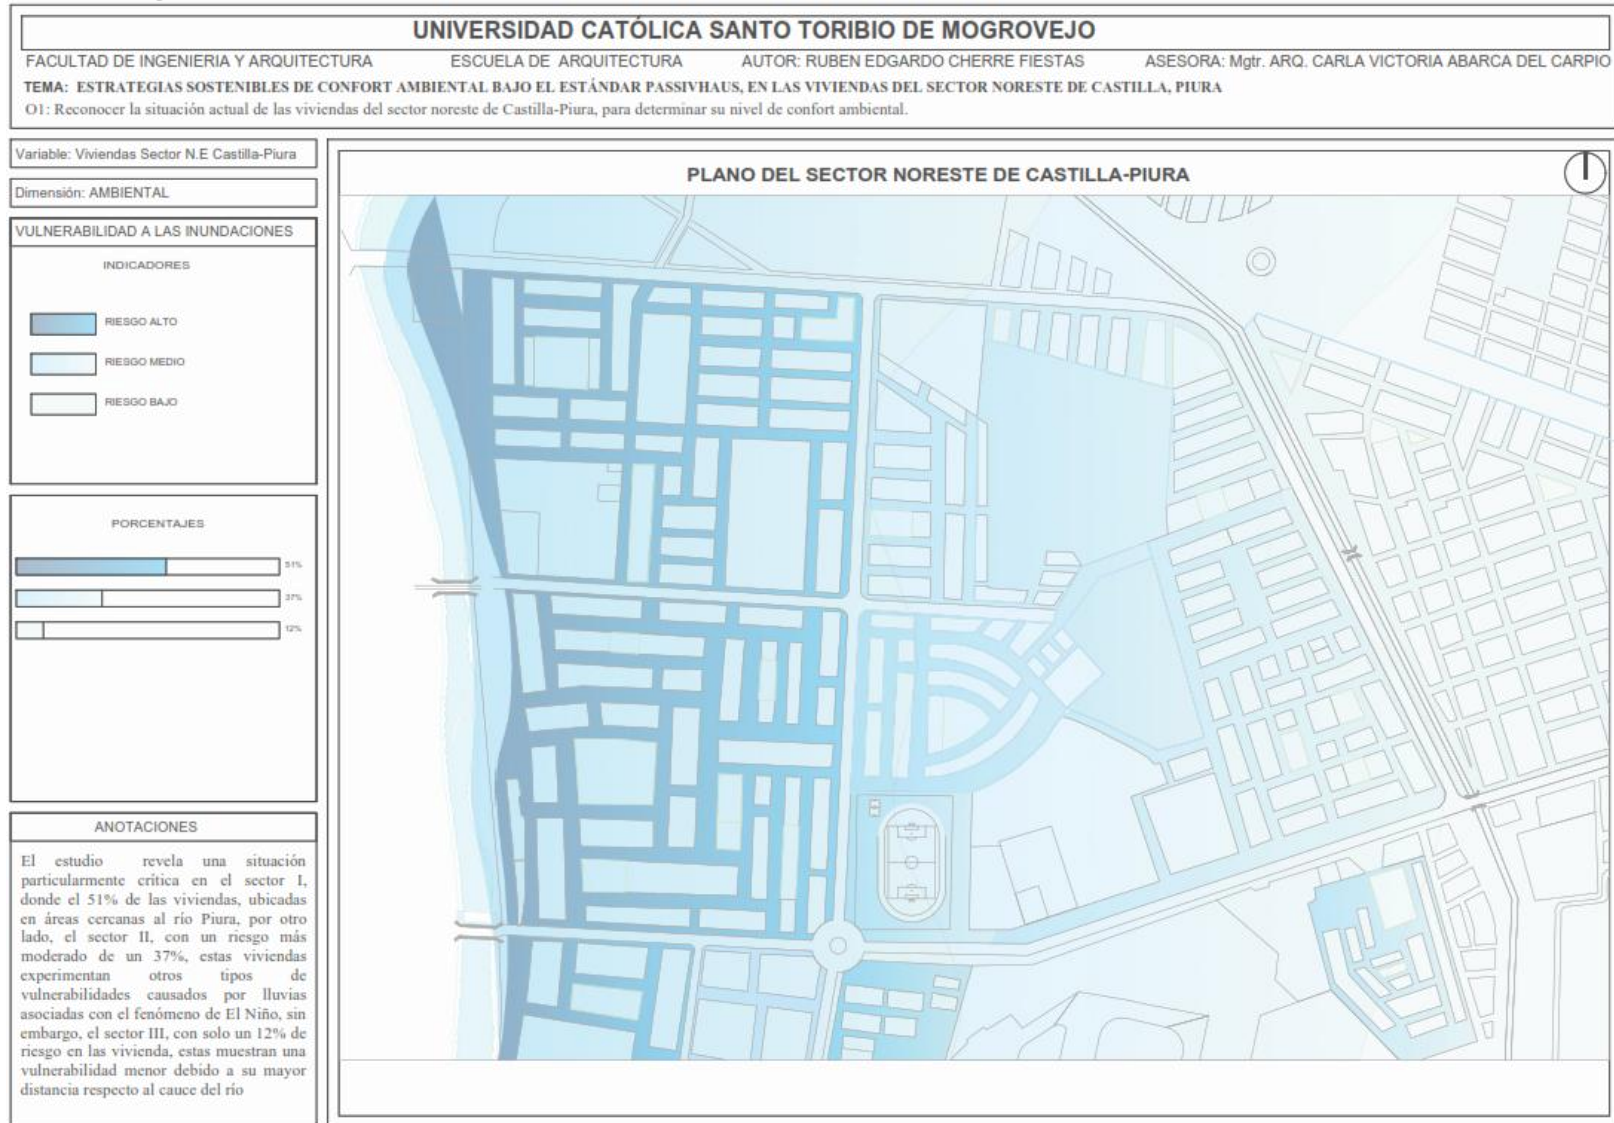 UNIVERSIDAD CATÓLICA SANTO TORIBIO DE MOGROVEJO
FACULTAD DE INGENIERIA Y ARQUITECTURA ESCUELA DE ARQUITECTURA AUTOR: RUBEN EDGARDO CHERRE FIESTAS ASESORA: Mgtr. ARQ. CARLA VICTORIA ABARCA DEL CARPIO
TEMA: ESTRATEGIAS SOSTENIBLES DE CONFORT AMBIENTAL BAJO EL ESTÁNDAR PASSIVHAUS, EN LAS VIVIENDAS DEL SECTOR NORESTE DE CASTILLA, PIURA
O1: Reconocer la situación actual de las viviendas del sector noreste de Castilla-Piura, para determinar su nivel de confort ambiental.
Variable: Viviendas Sector N.E Castilla-Piura
Dimensión: AMBIENTAL
VULNERABILIDAD A LAS INUNDACIONES
INDICADORES
RIESGO ALTO
RIESGO MEDIO
RIESGO BAJO
PORCENTAJES
51%
37%
12%
ANOTACIONES
El estudio revela una situación
particularmente crítica en el sector I,
donde el 51% de las viviendas, ubicadas
en áreas cercanas al río Piura, por otro
lado, el sector II, con un riesgo más
moderado de un 37%, estas viviendas
experimentan otros tipos de
vulnerabilidades causados por lluvias
asociadas con el fenómeno de El Niño, sin
embargo, el sector III, con solo un 12% de
riesgo en las vivienda, estas muestran una
vulnerabilidad menor debido a su mayor
distancia respecto al cauce del río
PLANO DEL SECTOR NORESTE DE CASTILLA-PIURA